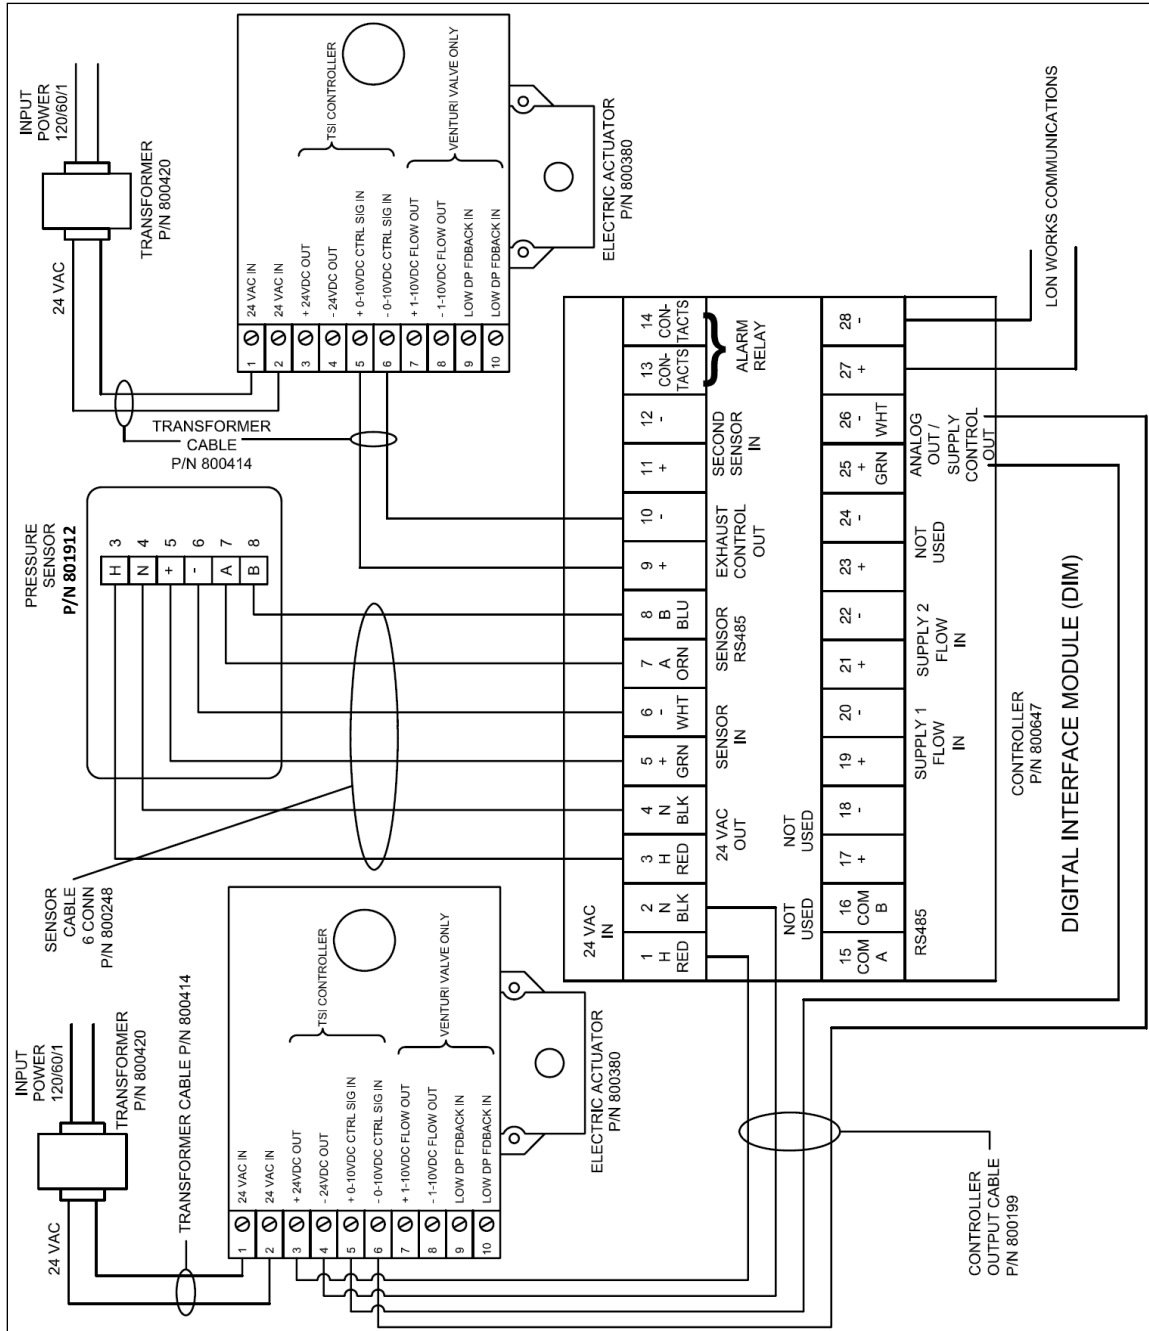 INPUT
POWER
120/60/1
TRANSFORMER
P/N 800420
24 VAC
TRANSFORMER
CABLE
P/N 800414
1 24 VAC IN
2 24 VAC IN
3 + 24VDC OUT
4 - 24VDC OUT
5 + 0-10VDC CTRL SIG IN
6 - 0-10VDC CTRL SIG IN
7 + 1-10VDC FLOW OUT
8 - 1-10VDC FLOW OUT
9 LOW DP FDBACK IN
10 LOW DP FDBACK IN
TSI CONTROLLER
VENTURI VALVE ONLY
ELECTRIC ACTUATOR
P/N 800380
PRESSURE
SENSOR
P/N 801912
H 3
N 4
+ 5
- 6
A 7
B 8
SENSOR
CABLE
6 CONN
P/N 800248
INPUT
POWER
120/60/1
TRANSFORMER
P/N 800420
24 VAC
TRANSFORMER CABLE P/N 800414
1 24 VAC IN
2 24 VAC IN
3 + 24VDC OUT
4 - 24VDC OUT
5 + 0-10VDC CTRL SIG IN
6 - 0-10VDC CTRL SIG IN
7 + 1-10VDC FLOW OUT
8 - 1-10VDC FLOW OUT
9 LOW DP FDBACK IN
10 LOW DP FDBACK IN
TSI CONTROLLER
VENTURI VALVE ONLY
ELECTRIC ACTUATOR
P/N 800380
24 VAC
IN
1 H RED
2 N BLK
3 H RED
4 N BLK
5 + GRN
6 - WHT
7 A ORN
8 B BLU
9 +
10 -
11 +
12 -
13 CON-TACTS
14 CON-TACTS
24 VAC
OUT
SENSOR
IN
SENSOR
RS485
EXHAUST
CONTROL
OUT
SECOND
SENSOR
IN
ALARM
RELAY
NOT
USED
NOT
USED
15 COM A
16 COM B
17 +
18 -
19 +
20 -
21 +
22 -
23 +
24 -
25 + GRN
26 - WHT
27 +
28 -
RS485
SUPPLY 1
FLOW
IN
SUPPLY 2
FLOW
IN
NOT
USED
ANALOG
OUT /
SUPPLY
CONTROL
OUT
LON WORKS COMMUNICATIONS
CONTROLLER
P/N 800647
DIGITAL INTERFACE MODULE (DIM)
CONTROLLER
OUTPUT CABLE
P/N 800199